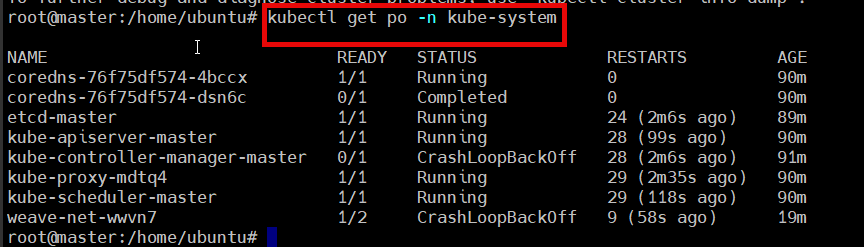 To further debug and diagnose cluster problems, use 'kubectl cluster-info dump'.
root@master:/home/ubuntu# kubectl get po -n kube-system
NAME READY STATUS RESTARTS AGE
coredns-76f75df574-4bccx 1/1 Running 0 90m
coredns-76f75df574-dsn6c 0/1 Completed 0 90m
etcd-master 1/1 Running 24 (2m6s ago) 89m
kube-apiserver-master 1/1 Running 28 (99s ago) 90m
kube-controller-manager-master 0/1 CrashLoopBackOff 28 (2m6s ago) 91m
kube-proxy-mdtq4 1/1 Running 29 (2m35s ago) 90m
kube-scheduler-master 1/1 Running 29 (118s ago) 90m
weave-net-wwvn7 1/2 CrashLoopBackOff 9 (58s ago) 19m
root@master:/home/ubuntu#